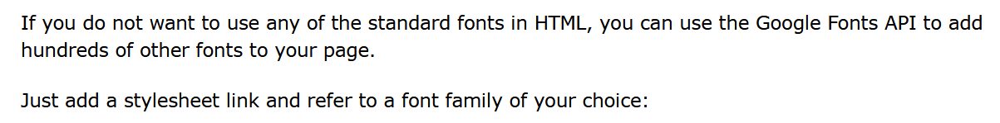 If you do not want to use any of the standard fonts in HTML, you can use the Google Fonts API to add
hundreds of other fonts to your page.
Just add a stylesheet link and refer to a font family of your choice: